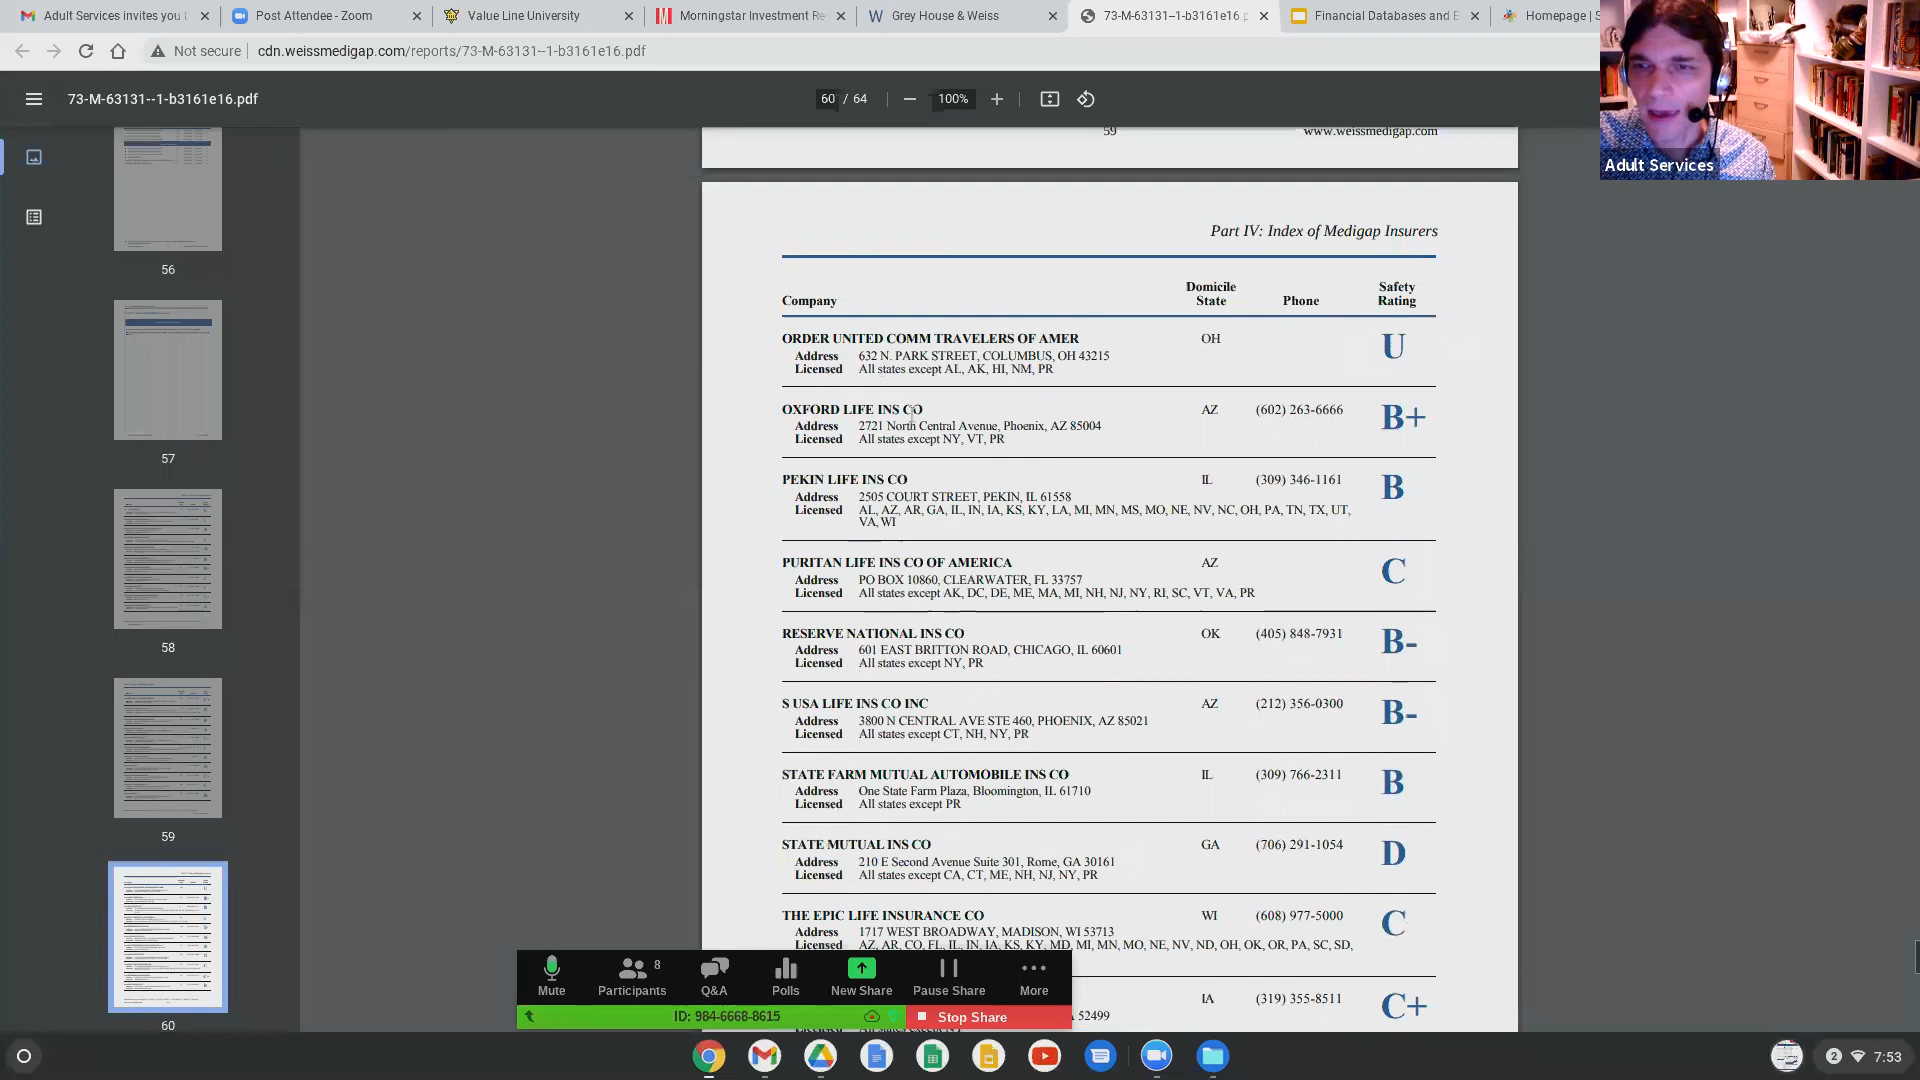 Adult Services invites you t
Post Attendee - Zoom
Value Line University
Morningstar Investment Re
Grey House & Weiss
73-M-63131--1-b3161e16.p
Financial Databases and E
Homepage | S
Not secure
cdn.weissmedigap.com/reports/73-M-63131--1-b3161e16.pdf
73-M-63131--1-b3161e16.pdf
60 / 64
100%
Adult Services
56
57
58
59
60
59 www.weissmedigap.com
Part IV: Index of Medigap Insurers
Company Domicile State Phone Safety Rating
ORDER UNITED COMM TRAVELERS OF AMER OH U
Address 632 N. PARK STREET, COLUMBUS, OH 43215
Licensed All states except AL, AK, HI, NM, PR
OXFORD LIFE INS CO AZ (602) 263-6666 B+
Address 2721 North Central Avenue, Phoenix, AZ 85004
Licensed All states except NY, VT, PR
PEKIN LIFE INS CO IL (309) 346-1161 B
Address 2505 COURT STREET, PEKIN, IL 61558
Licensed AL, AZ, AR, GA, IL, IN, IA, KS, KY, LA, MI, MN, MS, MO, NE, NV, NC, OH, PA, TN, TX, UT,
VA, WI
PURITAN LIFE INS CO OF AMERICA AZ C
Address PO BOX 10860, CLEARWATER, FL 33757
Licensed All states except AK, DC, DE, ME, MA, MI, NH, NJ, NY, RI, SC, VT, VA, PR
RESERVE NATIONAL INS CO OK (405) 848-7931 B-
Address 601 EAST BRITTON ROAD, CHICAGO, IL 60601
Licensed All states except NY, PR
S USA LIFE INS CO INC AZ (212) 356-0300 B-
Address 3800 N CENTRAL AVE STE 460, PHOENIX, AZ 85021
Licensed All states except CT, NH, NY, PR
STATE FARM MUTUAL AUTOMOBILE INS CO IL (309) 766-2311 B
Address One State Farm Plaza, Bloomington, IL 61710
Licensed All states except PR
STATE MUTUAL INS CO GA (706) 291-1054 D
Address 210 E Second Avenue Suite 301, Rome, GA 30161
Licensed All states except CA, CT, ME, NH, NJ, NY, PR
THE EPIC LIFE INSURANCE CO WI (608) 977-5000 C
Address 1717 WEST BROADWAY, MADISON, WI 53713
Licensed AZ, AR, CO, FL, IL, IN, IA, KS, KY, MD, MI, MN, MO, NE, NV, ND, OH, OK, OR, PA, SC, SD,
IA (319) 355-8511 C+
52499
Mute
Participants 8
Q&A
Polls
New Share
Pause Share
More
ID: 984-6668-8615
Stop Share
2 7:53